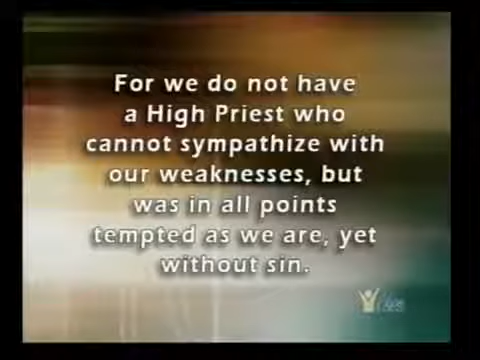 For we do not have
a High Priest who
cannot sympathize with
our weaknesses, but
was in all points
tempted as we are, yet
without sin.